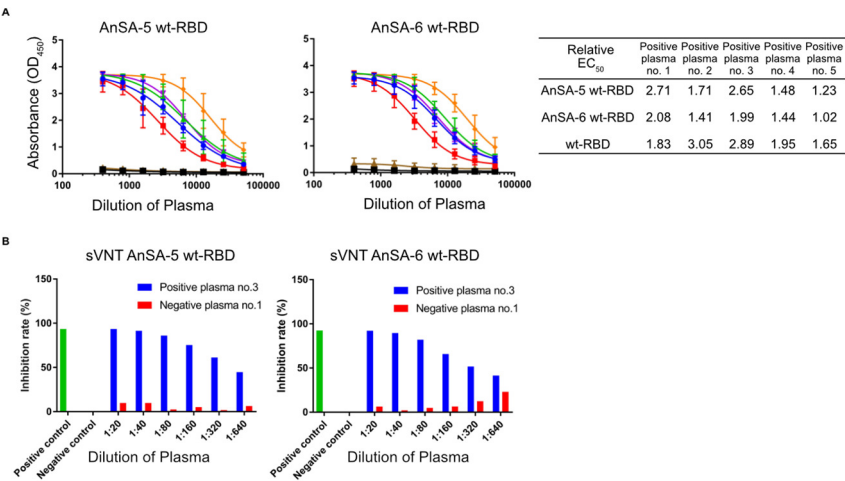 A
AnSA-5 wt-RBD
AnSA-6 wt-RBD
Absorbance (OD450)
5
4
3
2
1
0
100
1000
10000
100000
Dilution of Plasma
5
4
3
2
1
0
100
1000
10000
100000
Dilution of Plasma
Relative EC50 Positive plasma no. 1 Positive plasma no. 2 Positive plasma no. 3 Positive plasma no. 4 Positive plasma no. 5
AnSA-5 wt-RBD 2.71 1.71 2.65 1.48 1.23
AnSA-6 wt-RBD 2.08 1.41 1.99 1.44 1.02
wt-RBD 1.83 3.05 2.89 1.95 1.65
B
sVNT AnSA-5 wt-RBD
Inhibition rate (%)
150
100
50
0
Positive plasma no.3
Negative plasma no.1
Positive control
Negative control
1:20
1:40
1:80
1:160
1:320
1:640
Dilution of Plasma
sVNT AnSA-6 wt-RBD
Inhibition rate (%)
150
100
50
0
Positive plasma no.3
Negative plasma no.1
Positive control
Negative control
1:20
1:40
1:80
1:160
1:320
1:640
Dilution of Plasma